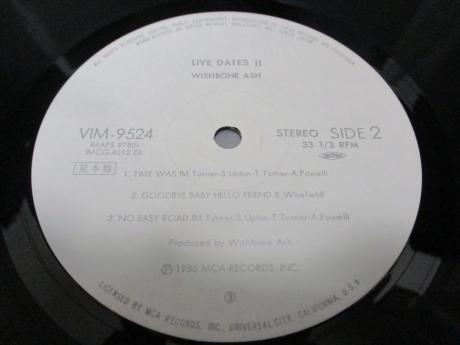 LIVE DATES II
WISHBONE ASH
VIM-9524
(MAPS 9780)
(MCG-4012 (I))
見本盤
STEREO SIDE 2
33 1/3 RPM
1. TIME WAS (M. Turner-S. Upton-T. Turner-A. Powell)
2. GOODBYE BABY HELLO FRIEND (L. Wisefield)
3. NO EASY ROAD (M. Turner-S. Upton-T. Turner-A. Powell)
Produced by Wishbone Ash
Ⓟ 1980 MCA RECORDS, INC.
③
LICENSED BY MCA RECORDS, INC., UNIVERSAL CITY, CALIFORNIA, U.S.A.